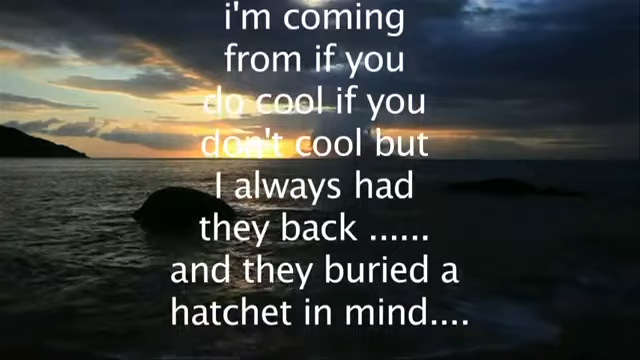 i'm coming
from if you
do cool if you
don't cool but
I always had
they back ......
and they buried a
hatchet in mind....